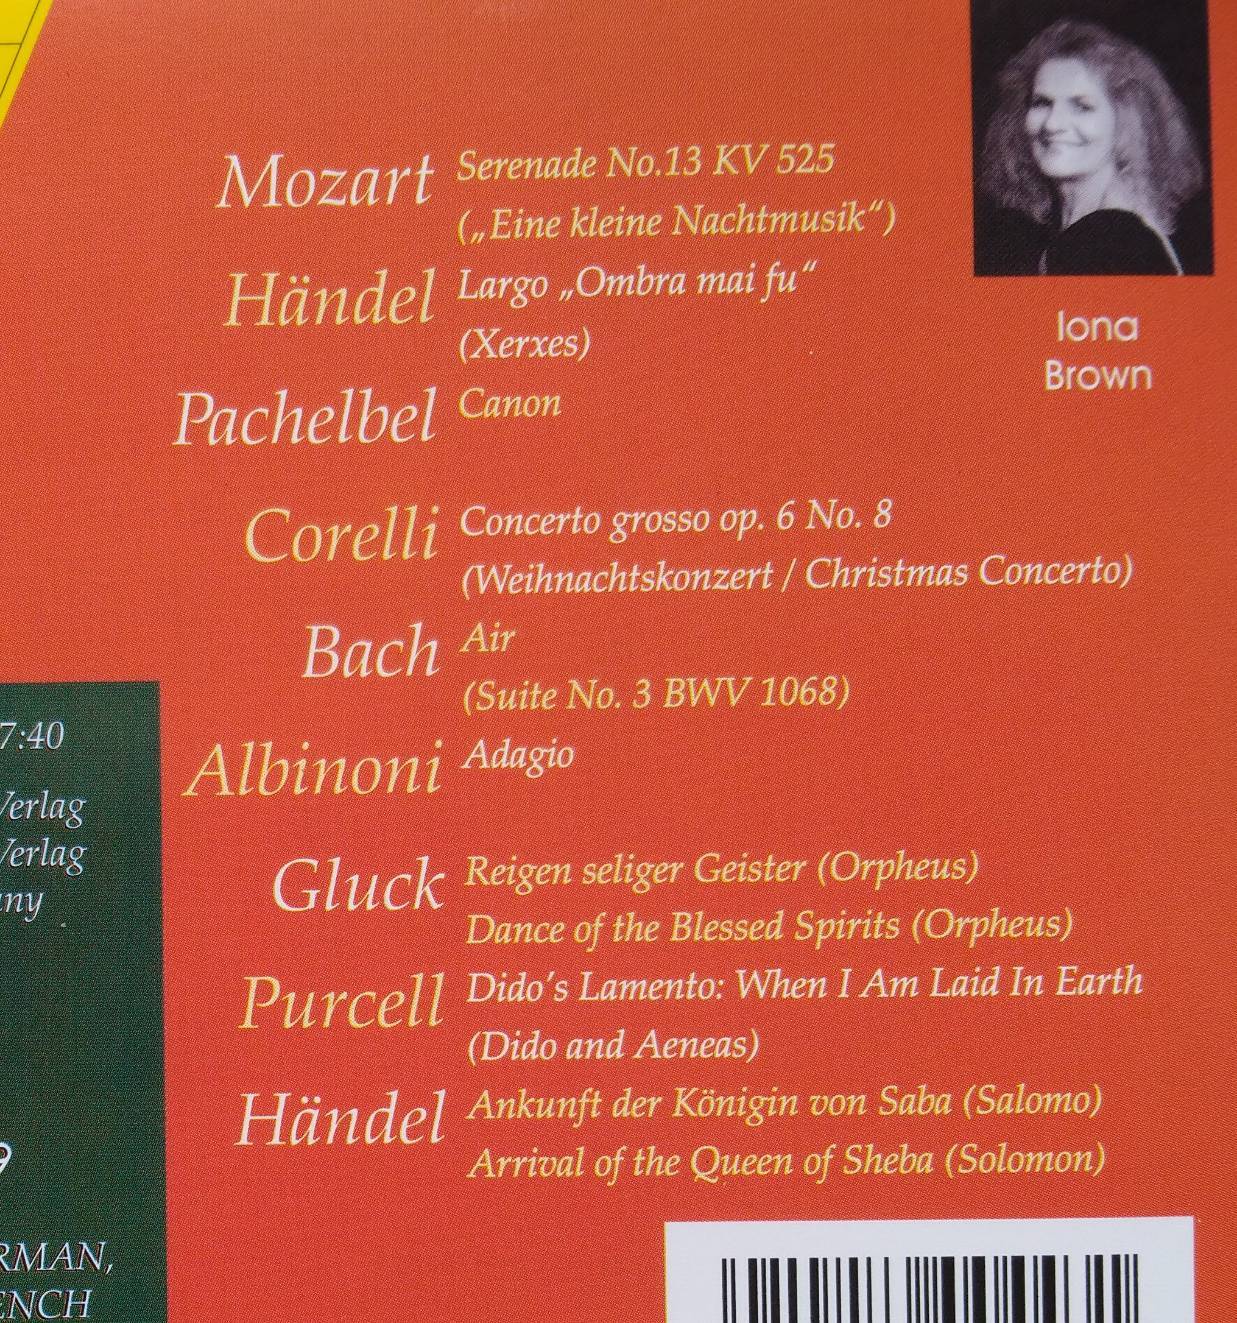 Mozart Serenade No.13 KV 525
(„Eine kleine Nachtmusik“)
Händel Largo „Ombra mai fu“
(Xerxes)
Pachelbel Canon
Corelli Concerto grosso op. 6 No. 8
(Weihnachtskonzert / Christmas Concerto)
Bach Air
(Suite No. 3 BWV 1068)
Albinoni Adagio
Gluck Reigen seliger Geister (Orpheus)
Dance of the Blessed Spirits (Orpheus)
Purcell Dido's Lamento: When I Am Laid In Earth
(Dido and Aeneas)
Händel Ankunft der Königin von Saba (Salomo)
Arrival of the Queen of Sheba (Solomon)
Iona
Brown
7:40
Verlag
Verlag